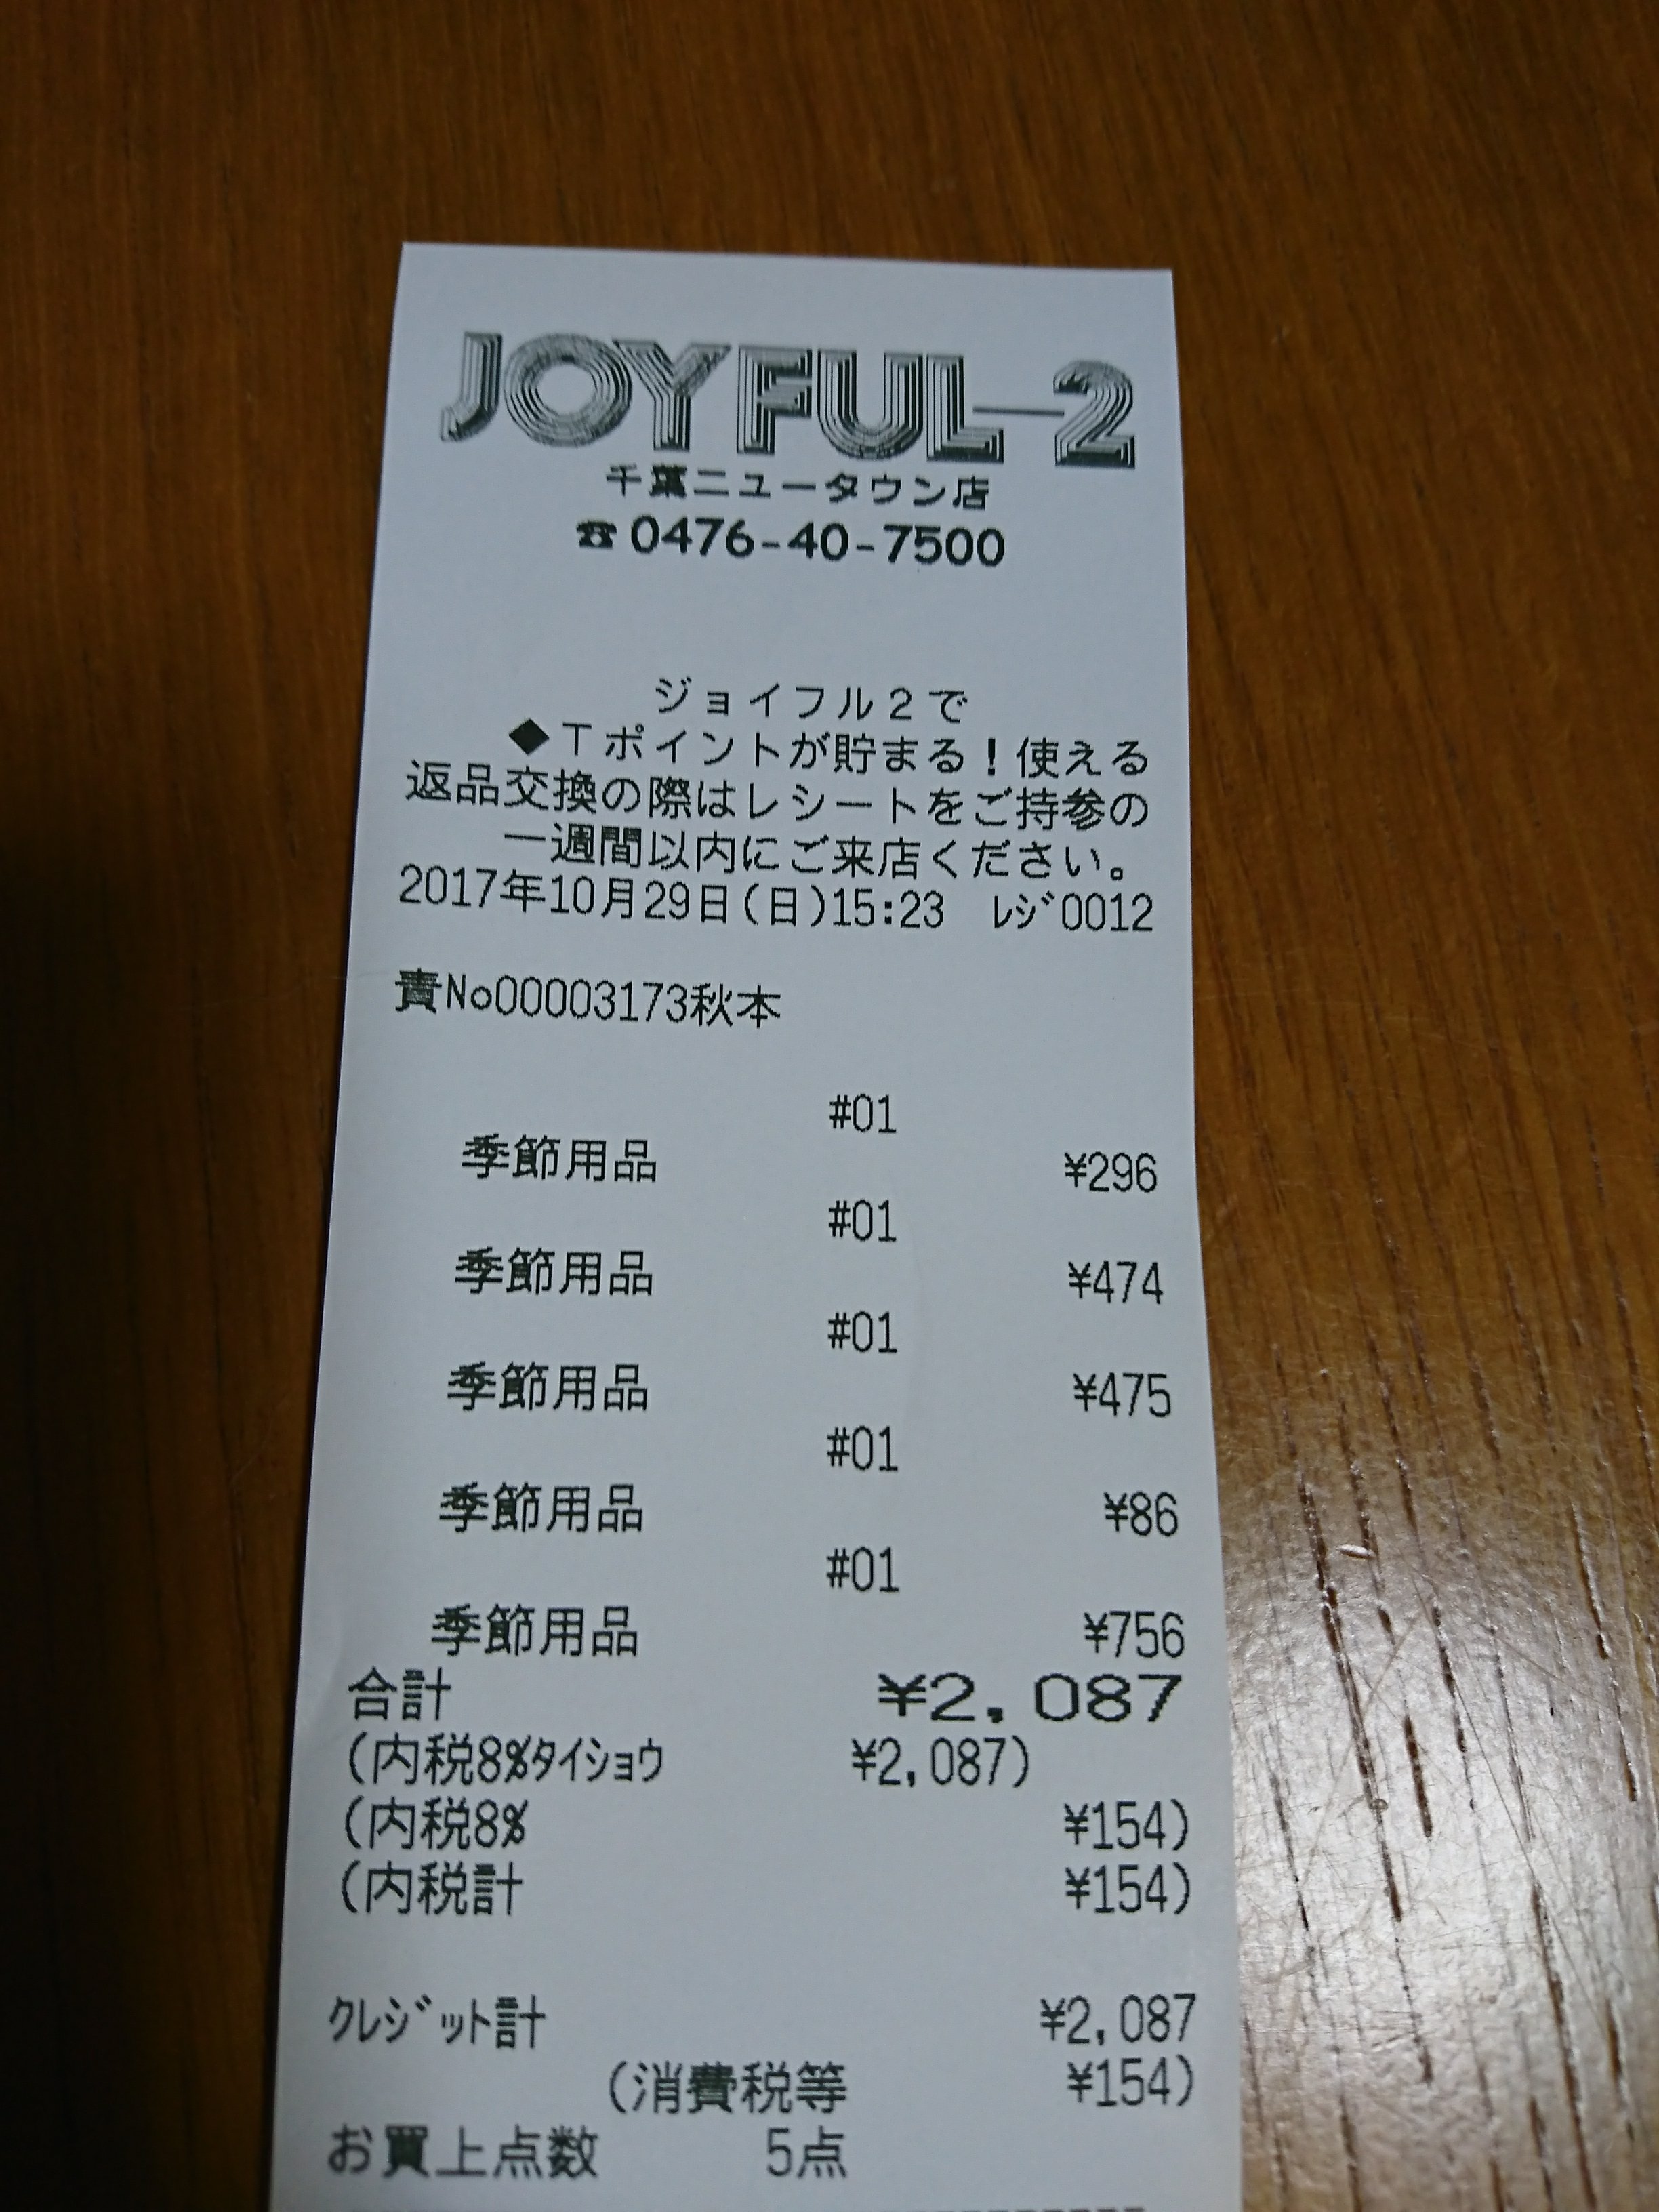 JOYFUL-2
千葉ニュータウン店
☎0476-40-7500
ジョイフル2で
◆Tポイントが貯まる！使える
返品交換の際はレシートをご持参の
一週間以内にご来店ください。
2017年10月29日(日)15:23 ﾚｼﾞ0012
責No00003173秋本
#01
季節用品 ¥296
#01
季節用品 ¥474
#01
季節用品 ¥475
#01
季節用品 ¥86
#01
季節用品 ¥756
合計 ¥2,087
(内税8%ﾀｲｼｮｳ ¥2,087)
(内税8% ¥154)
(内税計 ¥154)
ｸﾚｼﾞｯﾄ計 ¥2,087
(消費税等 ¥154)
お買上点数 5点